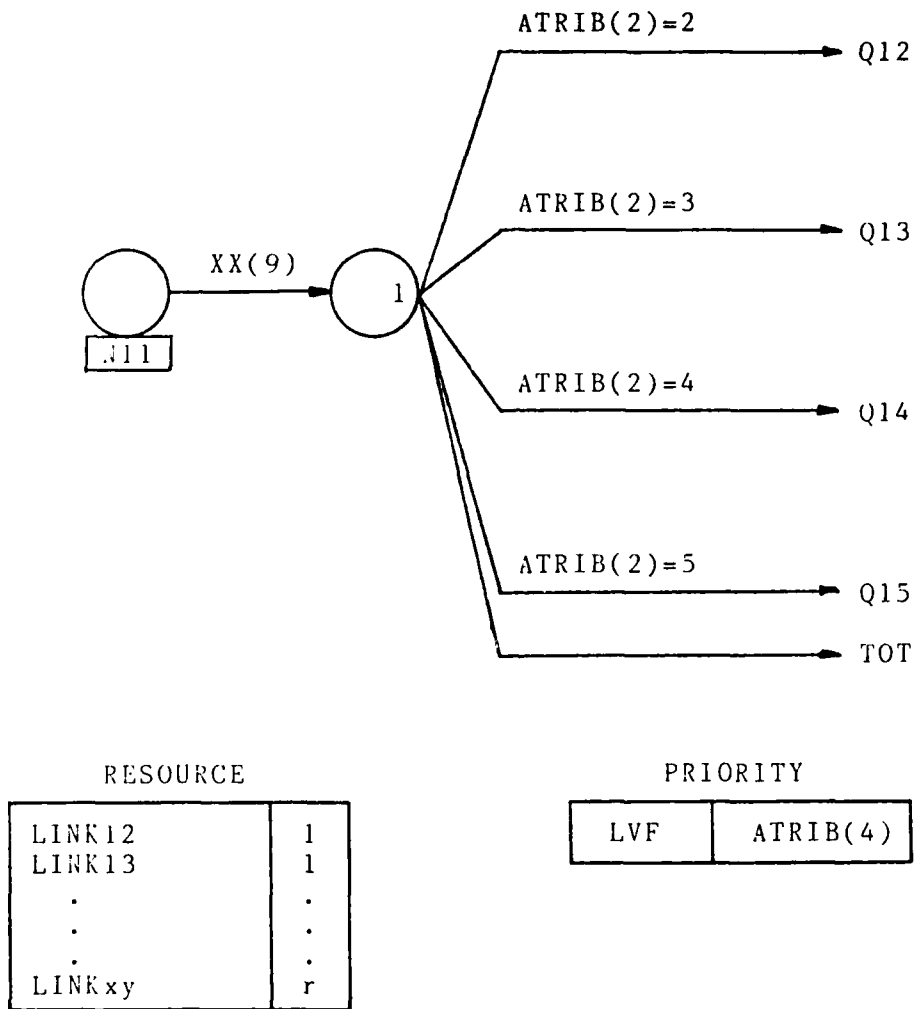 ATRIB(2)=2
Q12
ATRIB(2)=3
Q13
XX(9)
1
N11
ATRIB(2)=4
Q14
ATRIB(2)=5
Q15
TOT
RESOURCE
PRIORITY
LINK12 1
LINK13 1
. .
. .
. .
LINKxy r
LVF ATRIB(4)